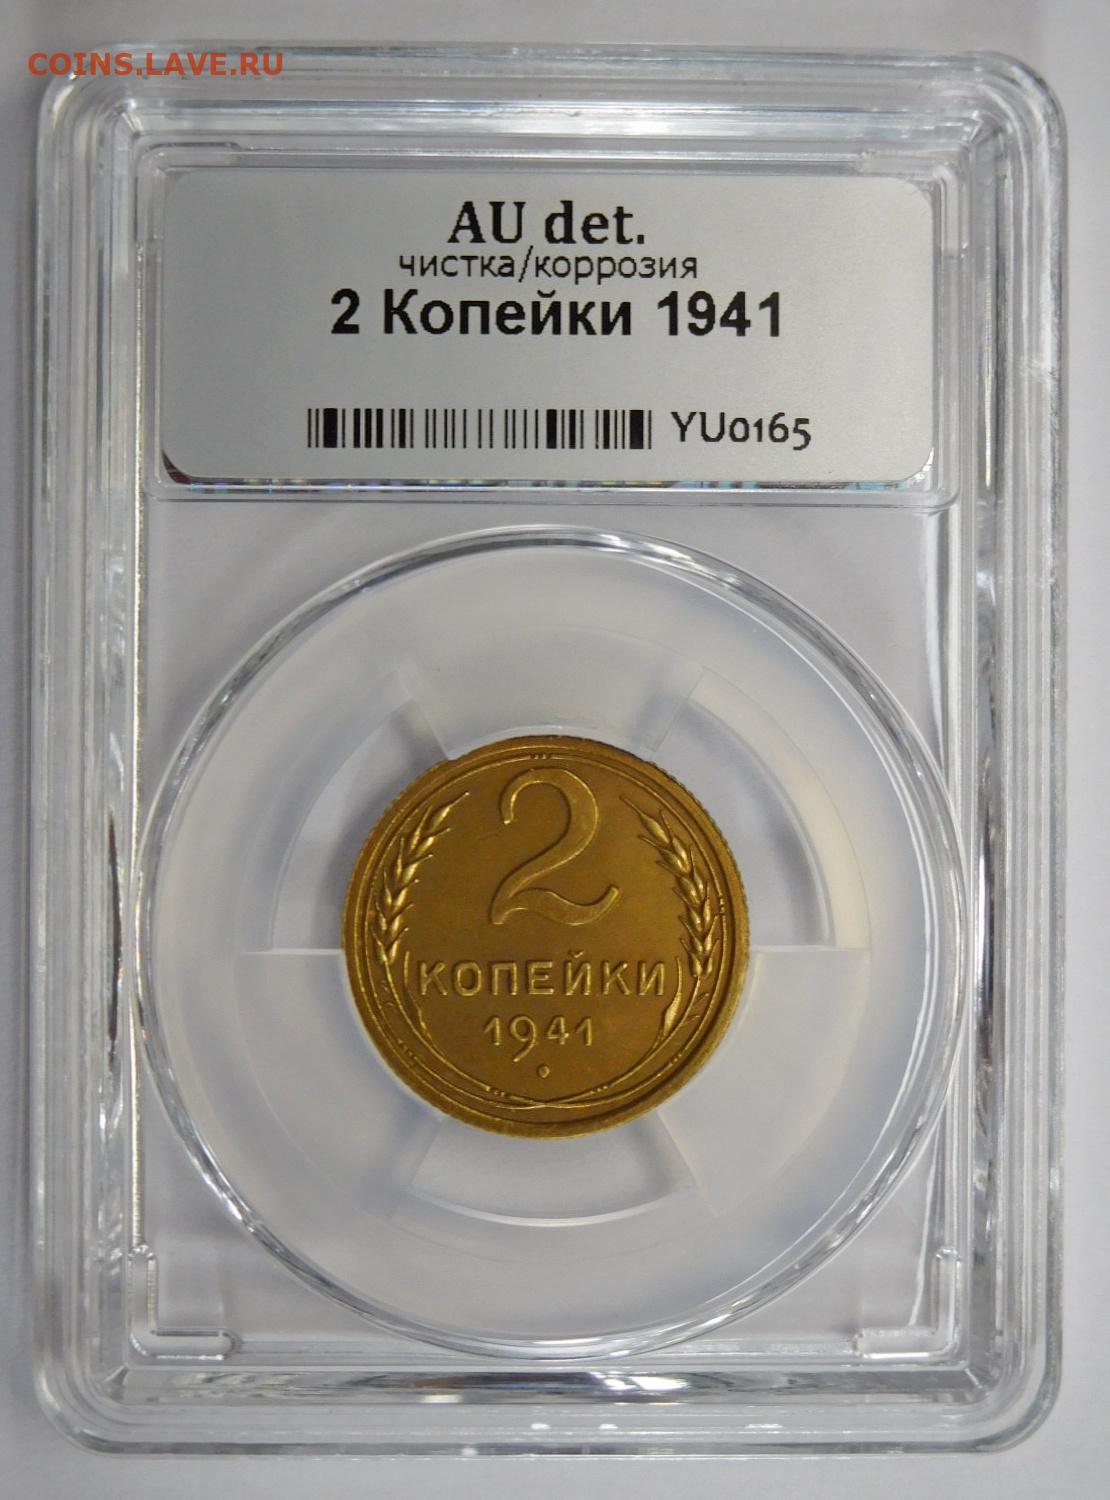 COINS.LAVE.RU
AU det.
чистка/коррозия
2 Копейки 1941
YU0165
2
КОПЕЙКИ
1941